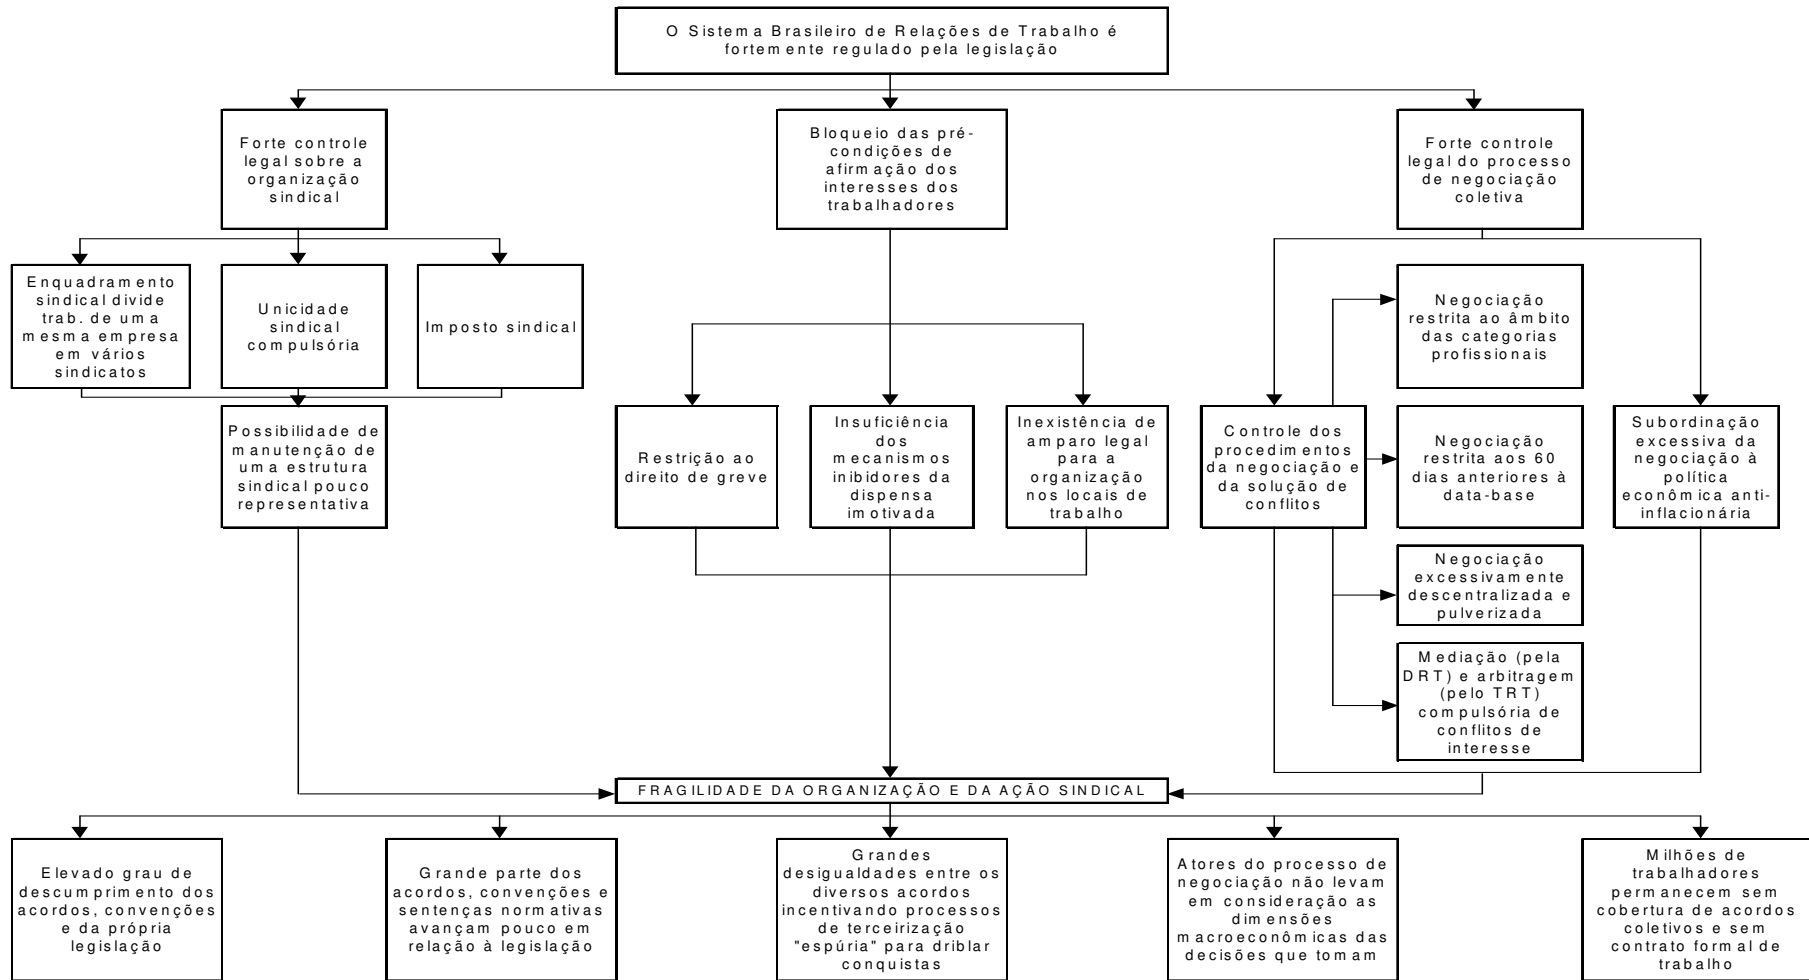 O Sistema Brasileiro de Relações de Trabalho é
fortemente regulado pela legislação
Forte controle
legal sobre a
organização
sindical
Bloqueio das pré-
condições de
afirmação dos
interesses dos
trabalhadores
Forte controle
legal do processo
de negociação
coletiva
Enquadramento
sindical divide
trab. de uma
mesma empresa
em vários
sindicatos
Unicidade
sindical
compulsória
Imposto sindical
Negociação
restrita ao âmbito
das categorias
profissionais
Possibilidade de
manutenção de
uma estrutura
sindical pouco
representativa
Restrição ao
direito de greve
Insuficiência
dos
mecanismos
inibidores da
dispensa
imotivada
Inexistência de
amparo legal
para a
organização
nos locais de
trabalho
Controle dos
procedimentos
da negociação e
da solução de
conflitos
Negociação
restrita aos 60
dias anteriores à
data-base
Subordinação
excessiva da
negociação à
política
econômica anti-
inflacionária
Negociação
excessivamente
descentralizada e
pulverizada
Mediação (pela
DRT) e arbitragem
(pelo TRT)
compulsória de
conflitos de
interesse
FRAGILIDADE DA ORGANIZAÇÃO E DA AÇÃO SINDICAL
Elevado grau de
descumprimento dos
acordos, convenções
e da própria
legislação
Grande parte dos
acordos, convenções e
sentenças normativas
avançam pouco em
relação à legislação
Grandes
desigualdades entre os
diversos acordos
incentivando processos
de terceirização
"espúria" para driblar
conquistas
Atores do processo de
negociação não levam
em consideração as
dimensões
macroeconômicas das
decisões que tomam
Milhões de
trabalhadores
permanecem sem
cobertura de acordos
coletivos e sem
contrato formal de
trabalho